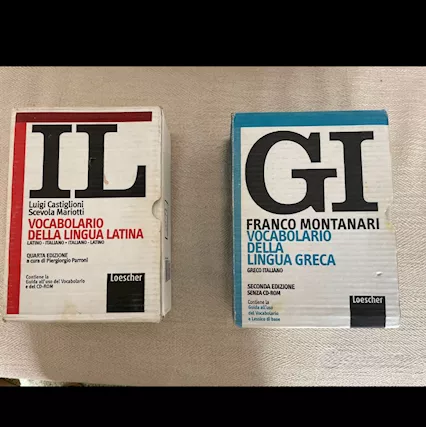 IL
Luigi Castiglioni
Scevola Mariotti
VOCABOLARIO
DELLA LINGUA LATINA
LATINO - ITALIANO • ITALIANO - LATINO
QUARTA EDIZIONE
a cura di Piergiorgio Parroni
Contiene la
Guida all'uso del Vocabolario
e del CD-ROM
Loescher
GI
FRANCO MONTANARI
VOCABOLARIO
DELLA
LINGUA GRECA
GRECO ITALIANO
SECONDA EDIZIONE
SENZA CD-ROM
Contiene la
Guida all'uso
del Vocabolario
e Lessico di base
Loescher